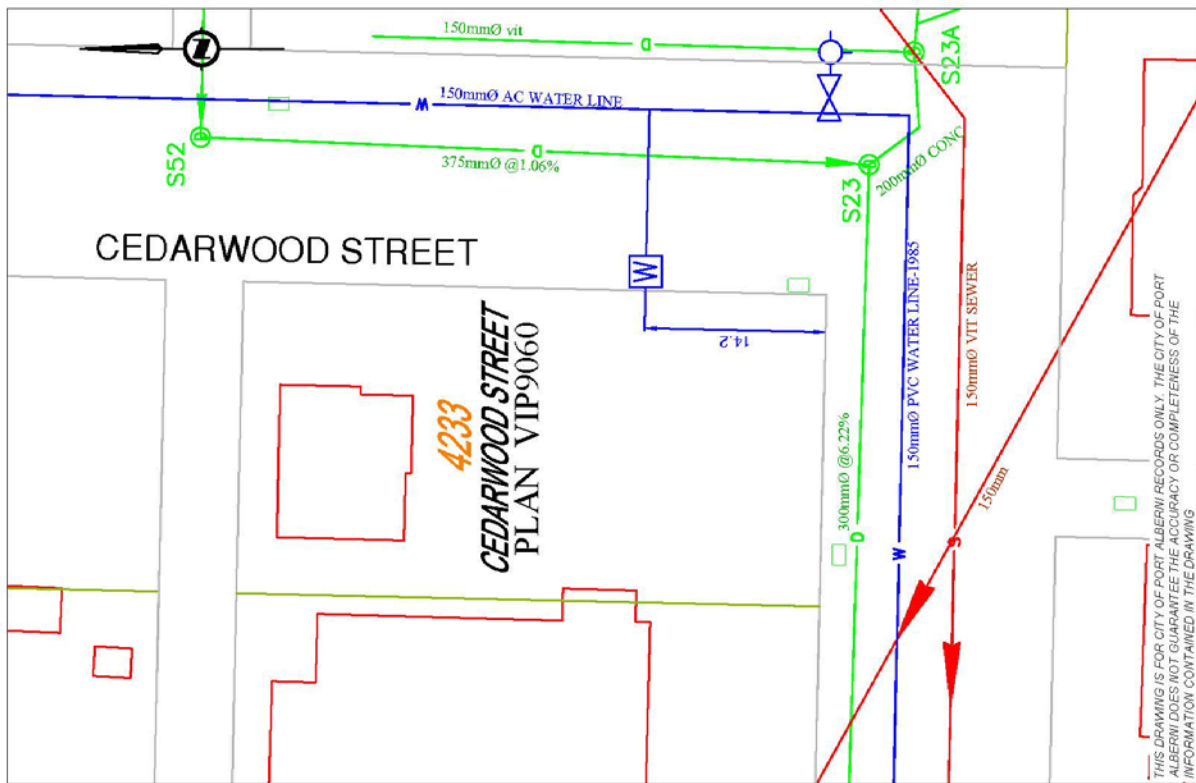 150mmØ vit
D
S23A
N
W
150mmØ AC WATER LINE
D
S52
375mmØ @1.06%
D
D
S23
200mmØ CONC
CEDARWOOD STREET
W
14.2
4233
CEDARWOOD STREET
PLAN VIP9060
300mmØ @6.22%
D
150mmØ PVC WATER LINE-1985
W
150mmØ VIT SEWER
S
150mm
THIS DRAWING IS FOR CITY OF PORT ALBERNI RECORDS ONLY. THE CITY OF PORT
ALBERNI DOES NOT GUARANTEE THE ACCURACY OR COMPLETENESS OF THE
INFORMATION CONTAINED IN THE DRAWING